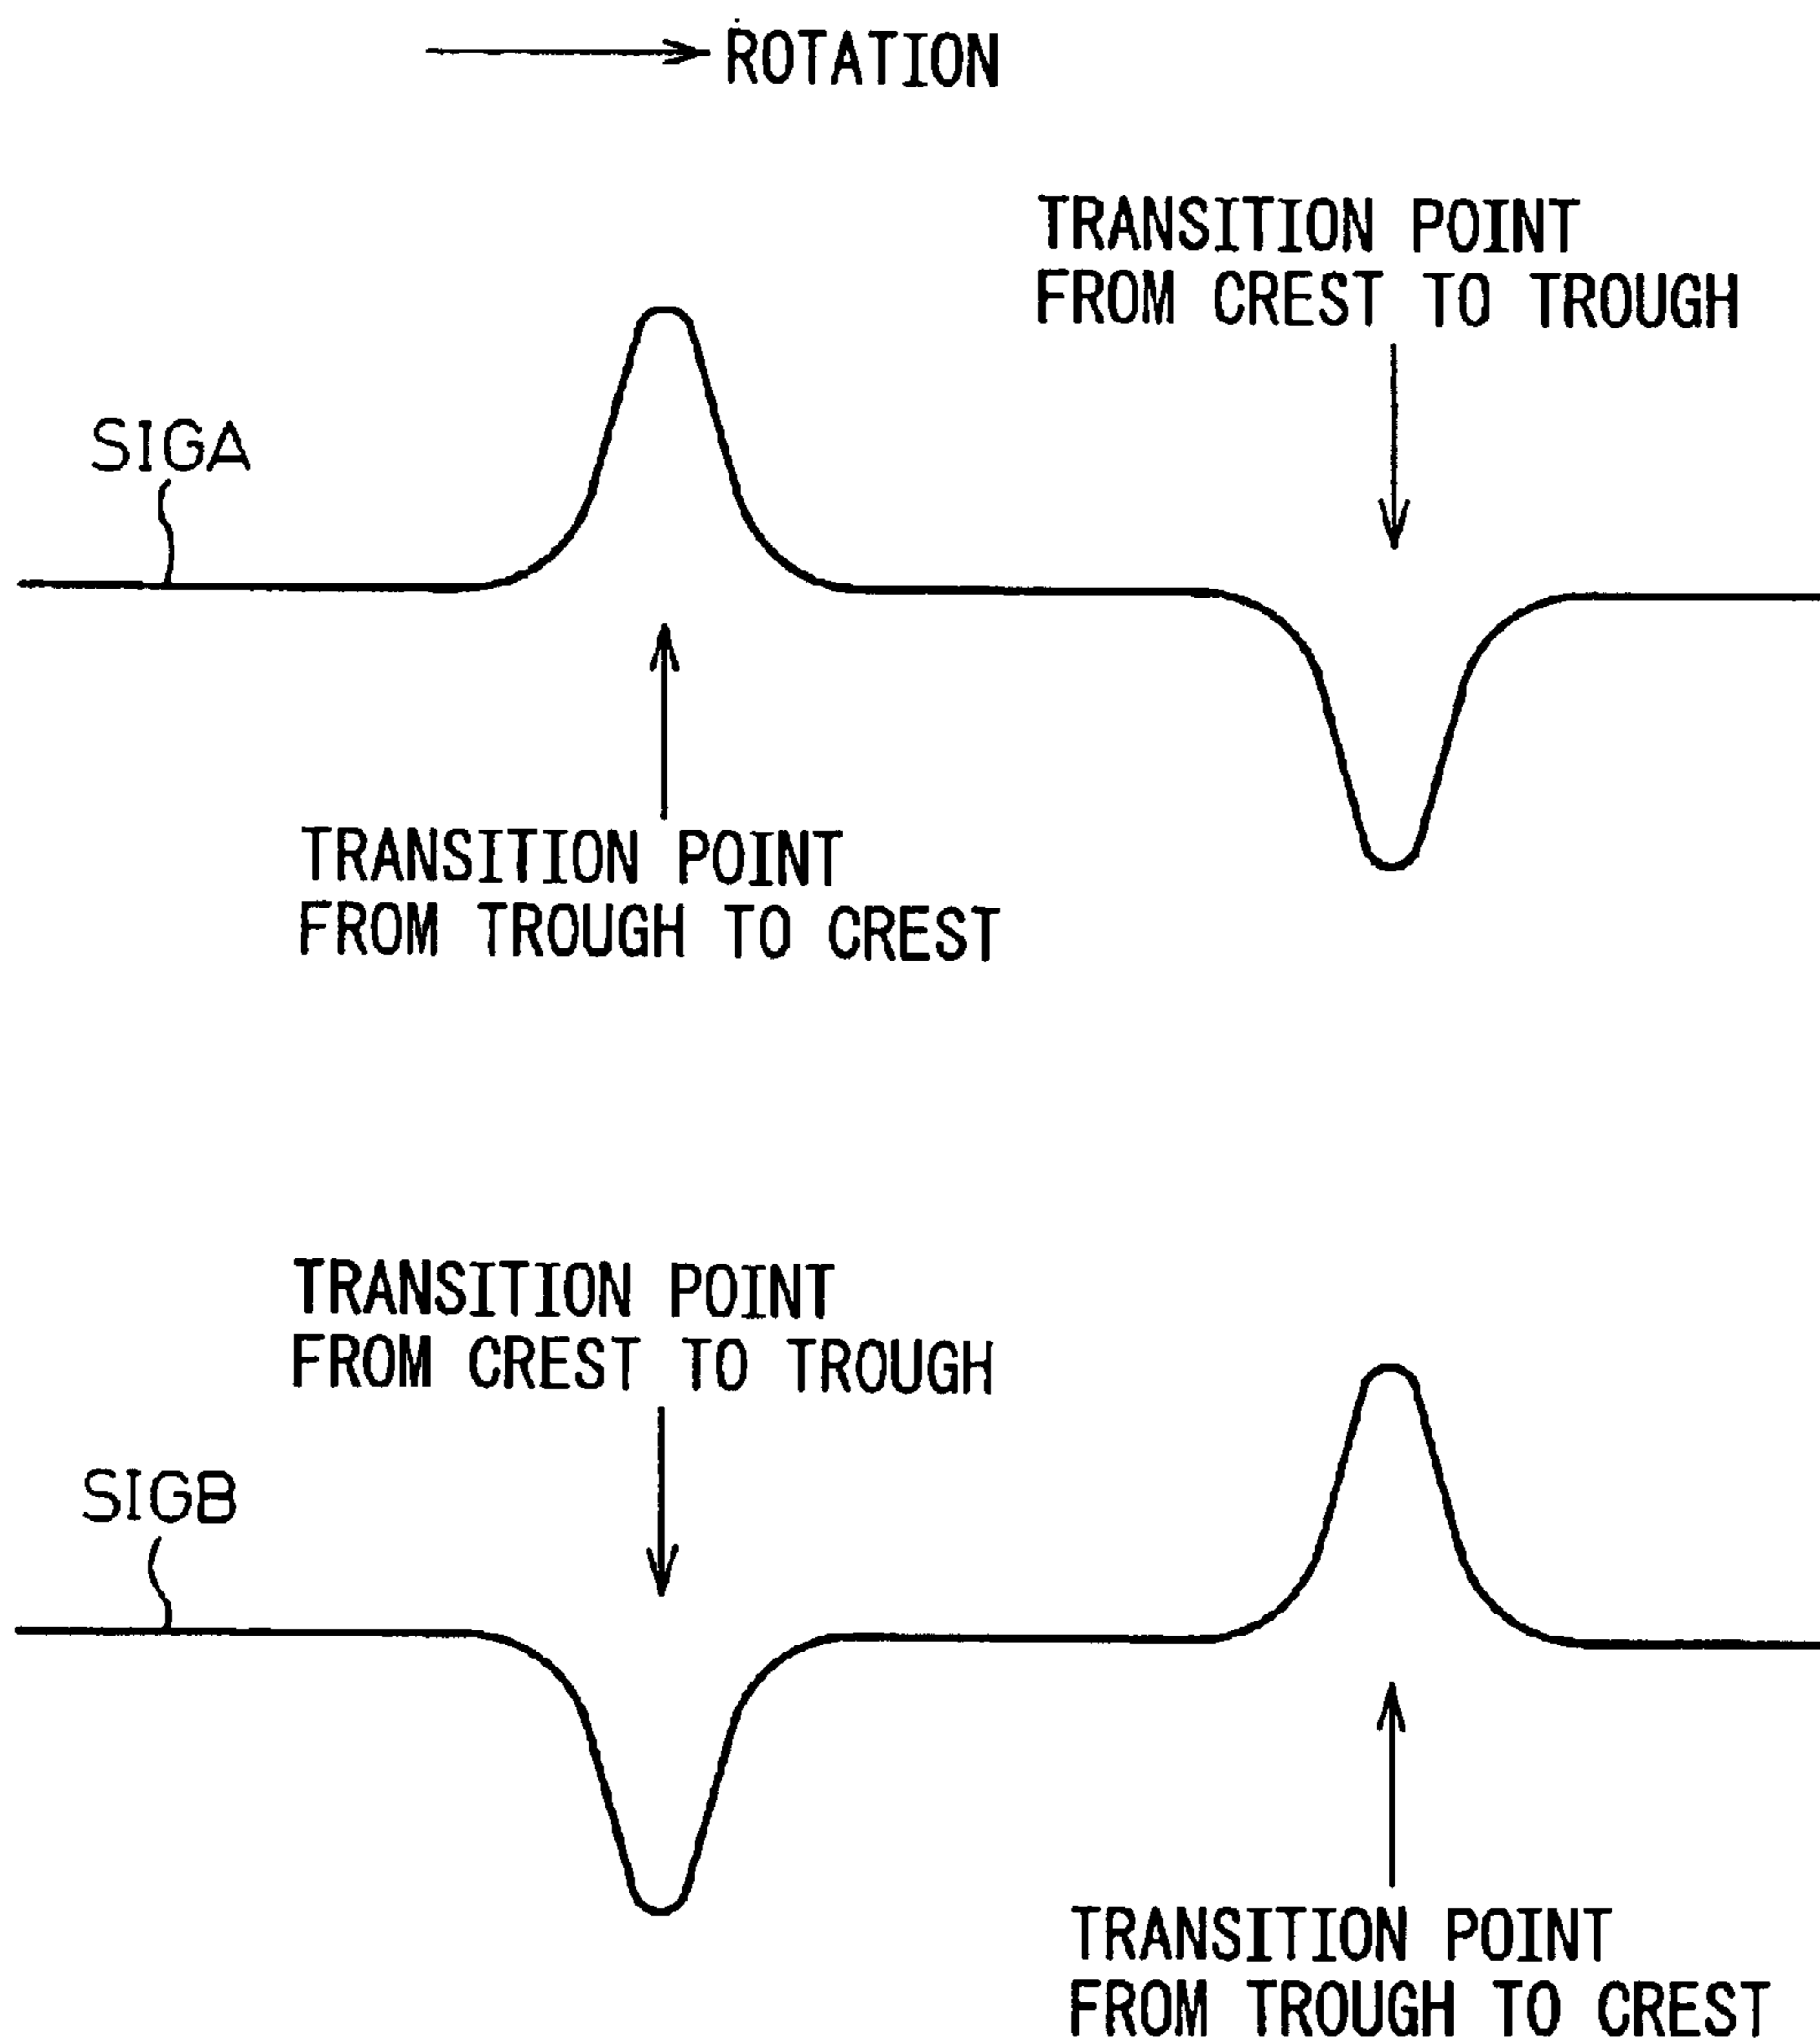 ROTATION
TRANSITION POINT
FROM CREST TO TROUGH
SIGA
TRANSITION POINT
FROM TROUGH TO CREST
TRANSITION POINT
FROM CREST TO TROUGH
SIGB
TRANSITION POINT
FROM TROUGH TO CREST